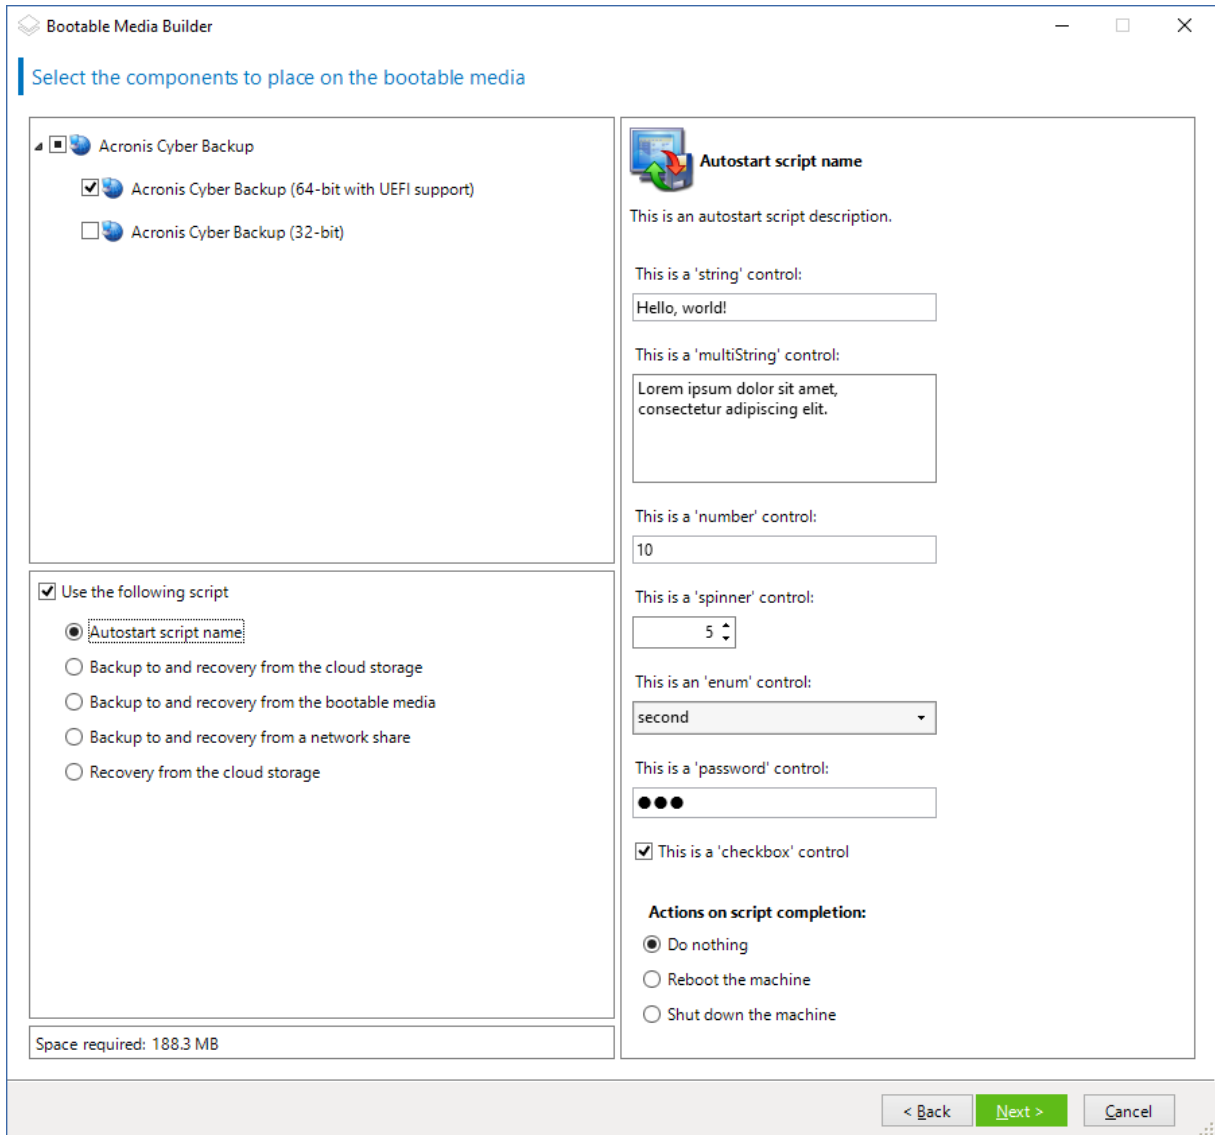 Bootable Media Builder
Select the components to place on the bootable media
Acronis Cyber Backup
Acronis Cyber Backup (64-bit with UEFI support)
Acronis Cyber Backup (32-bit)
Use the following script
Autostart script name
Backup to and recovery from the cloud storage
Backup to and recovery from the bootable media
Backup to and recovery from a network share
Recovery from the cloud storage
Space required: 188.3 MB
Autostart script name
This is an autostart script description.
This is a 'string' control:
Hello, world!
This is a 'multiString' control:
Lorem ipsum dolor sit amet,
consectetur adipiscing elit.
This is a 'number' control:
10
This is a 'spinner' control:
5
This is an 'enum' control:
second
This is a 'password' control:
●●●
This is a 'checkbox' control
Actions on script completion:
Do nothing
Reboot the machine
Shut down the machine
< Back
Next >
Cancel